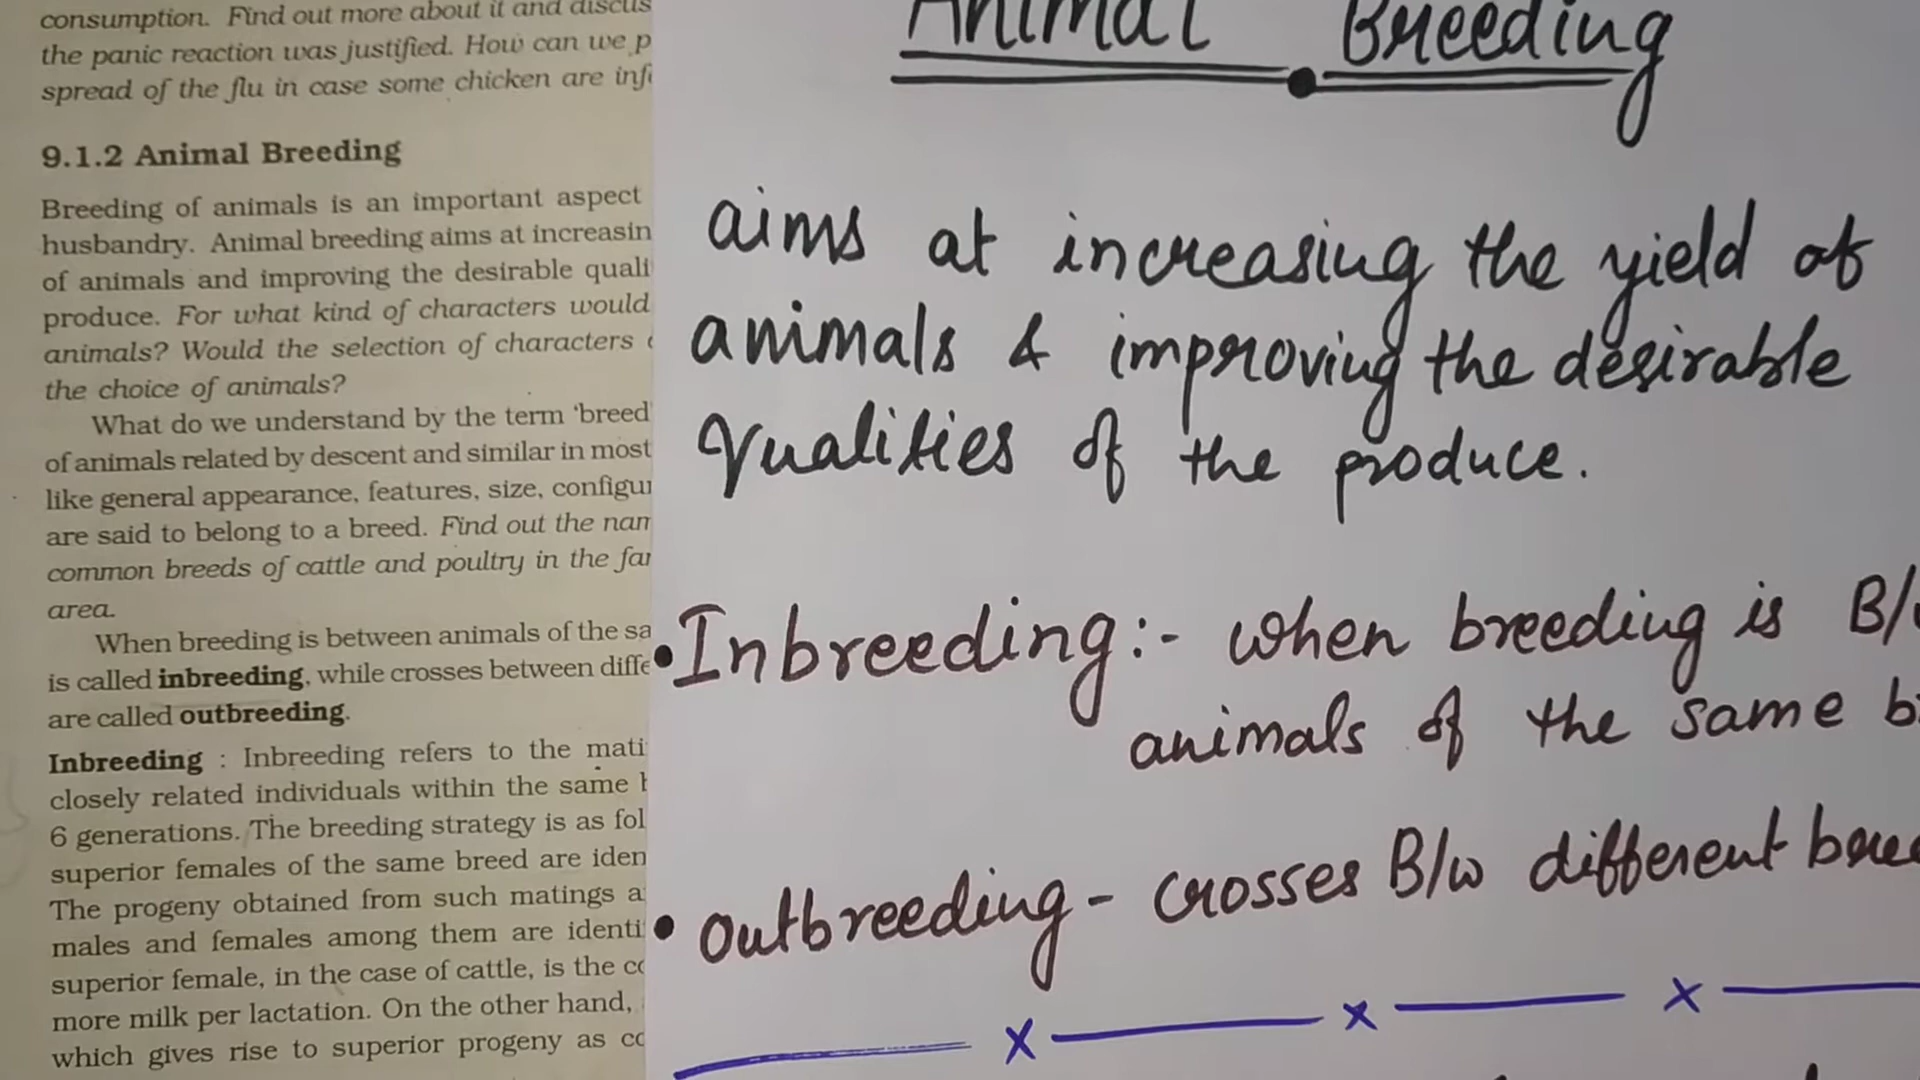 consumption. Find out more about it and discus
the panic reaction was justified. How can we p
spread of the flu in case some chicken are inf
9.1.2 Animal Breeding
Breeding of animals is an important aspect
husbandry. Animal breeding aims at increasin
of animals and improving the desirable quali
produce. For what kind of characters would
animals? Would the selection of characters
the choice of animals?
What do we understand by the term ‘breed’
of animals related by descent and similar in most
like general appearance, features, size, configur
are said to belong to a breed. Find out the nam
common breeds of cattle and poultry in the far
area.
When breeding is between animals of the sa
is called inbreeding, while crosses between diffe
are called outbreeding.
Inbreeding : Inbreeding refers to the mati
closely related individuals within the same b
6 generations. The breeding strategy is as fol
superior females of the same breed are iden
The progeny obtained from such matings a
males and females among them are identi
superior female, in the case of cattle, is the co
more milk per lactation. On the other hand,
which gives rise to superior progeny as co
Animal Breeding
aims at increasing the yield of
animals & improving the desirable
Qualities of the produce.
• Inbreeding :- when breeding is B/w
animals of the same b
• Outbreeding - crosses B/w different bree
x x x